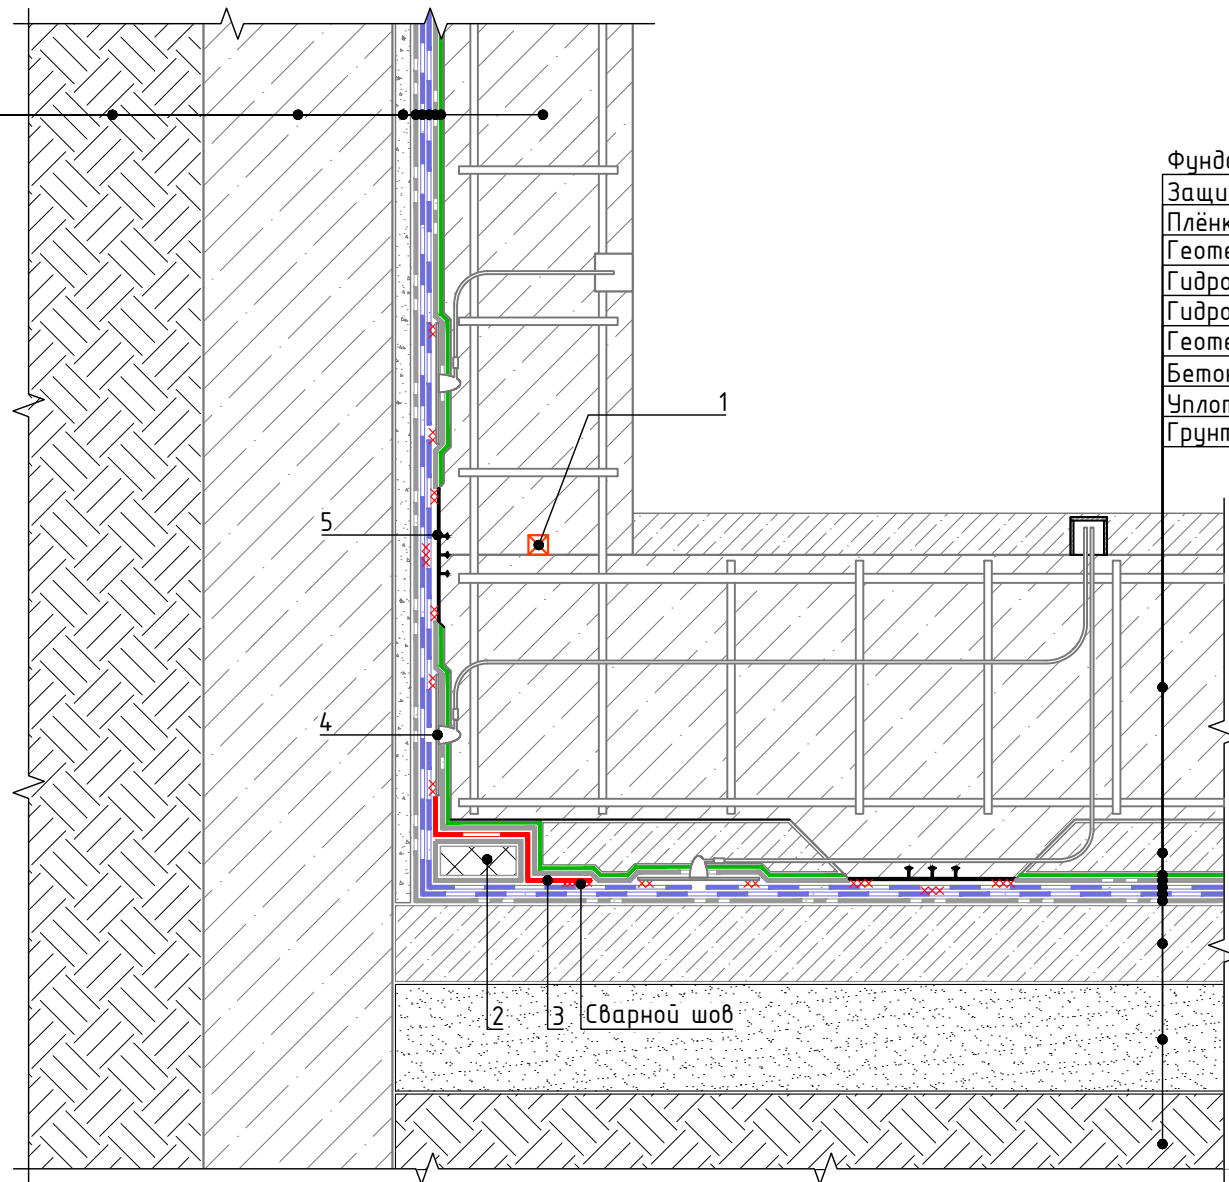 Фунда
Защи
Плёнк
Геоте
Гидро
Гидро
Геоте
Бетон
Уплот
Грунт
1
5
4
2
3
Сварной шов